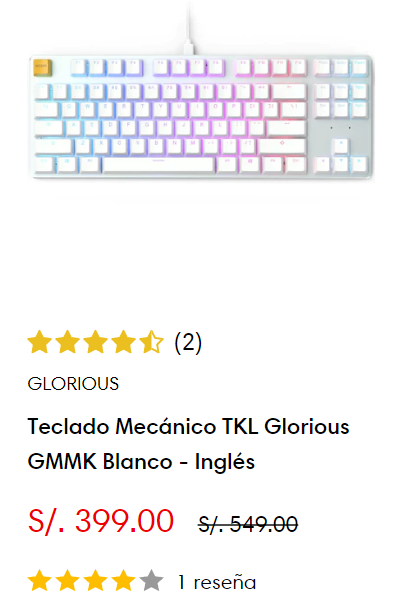 (2)
GLORIOUS
Teclado Mecánico TKL Glorious
GMMK Blanco - Inglés
S/. 399.00 S/. 549.00
1 reseña